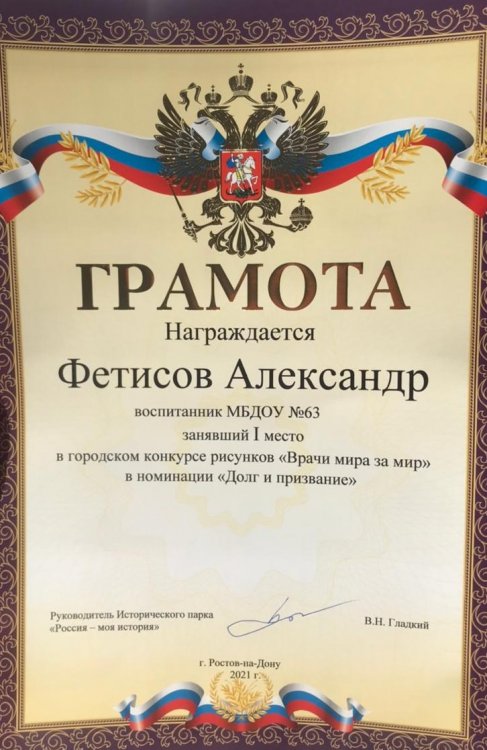 ГРАМОТА
Награждается
Фетисов Александр
воспитанник МБДОУ №63
занявший I место
в городском конкурсе рисунков «Врачи мира за мир»
в номинации «Долг и призвание»
Руководитель Исторического парка
«Россия – моя история»
В.Н. Гладкий
г. Ростов-на-Дону
2021 г.